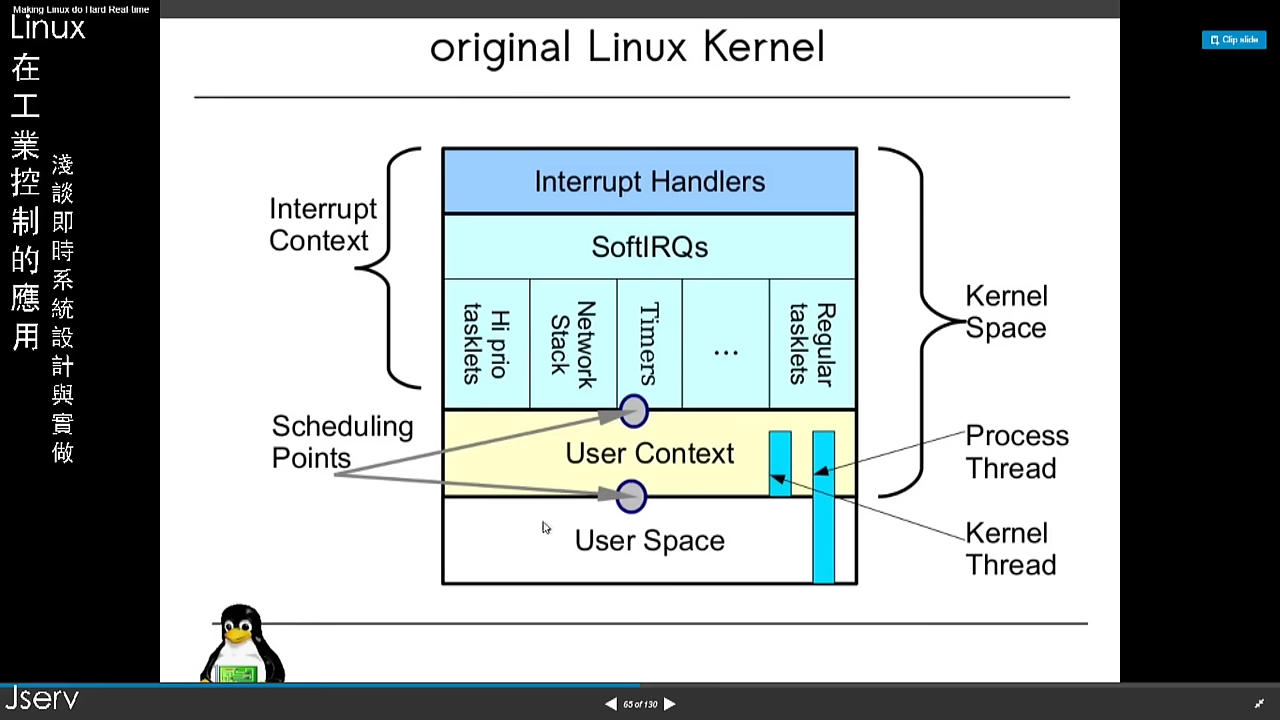 Making Linux do Hard Real-time
Linux
在工業控制的應用
淺談即時系統設計與實做
Clip slide
original Linux Kernel
Interrupt Handlers
Interrupt
Context
SoftIRQs
Hi prio
tasklets
Network
Stack
Timers
...
Regular
tasklets
Kernel
Space
Scheduling
Points
User Context
Process
Thread
User Space
Kernel
Thread
Jserv
65 of 130